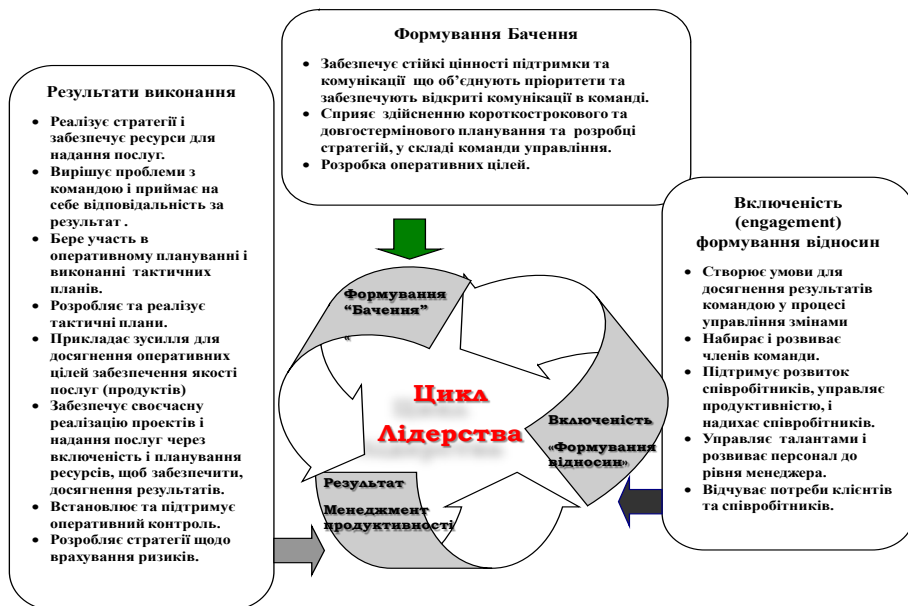 Формування Бачення
• Забезпечує стійкі цінності підтримки та
комунікації що об’єднують пріоритети та
забезпечують відкриті комунікації в команді.
• Сприяє здійсненню короткострокового та
довгостермінового планування та розробці
стратегій, у складі команди управління.
• Розробка оперативних цілей.
Результати виконання
• Реалізує стратегії і
забезпечує ресурси для
надання послуг.
• Вирішує проблеми з
командою і приймає на
себе відповідальність за
результат .
• Бере участь в
оперативному плануванні і
виконанні тактичних
планів.
• Розробляє та реалізує
тактичні плани.
• Прикладає зусилля для
досягнення оперативних
цілей забезпечення якості
послуг (продуктів)
• Забезпечує своєчасну
реалізацію проектів і
надання послуг через
включеність і планування
ресурсів, щоб забезпечити,
досягнення результатів.
• Встановлює та підтримує
оперативний контроль.
• Розробляє стратегії щодо
врахування ризиків.
Включеність
(engagement)
формування відносин
• Створює умови для
досягнення результатів
командою у процесі
управління змінами
• Набирає і розвиває
членів команди.
• Підтримує розвиток
співробітників, управляє
продуктивністю, і
надихає співробітників.
• Управляє талантами і
розвиває персонал до
рівня менеджера.
• Відчуває потреби клієнтів
та співробітників.
Формування
“Бачення”
“
Цикл
Лідерства
Включеність
«Формування
відносин»
Результат
Менеджмент
продуктивності